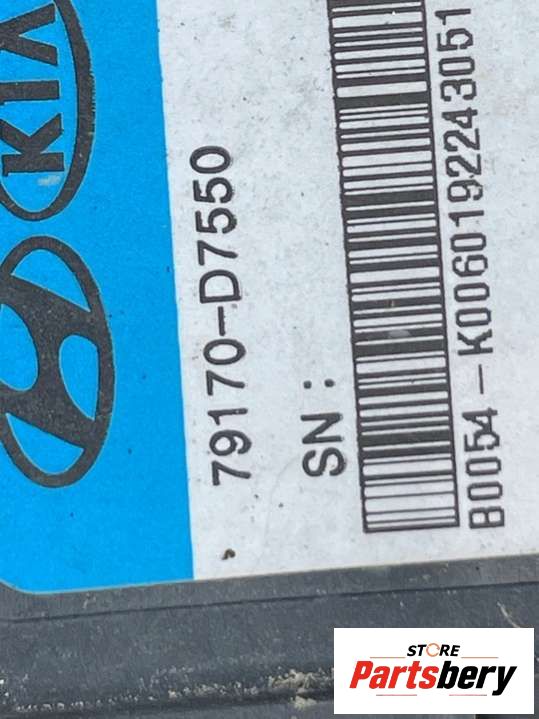 KIA
79170-D7550
SN :
B0054-K006019224305​1
STORE
Partsbery